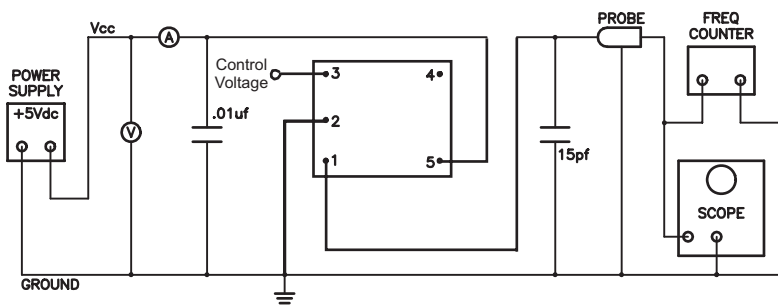 PROBE
FREQ
COUNTER
Vcc
A
POWER
SUPPLY
+5Vdc
V
.01uf
Control
Voltage
3
4
2
1
5
15pf
SCOPE
GROUND